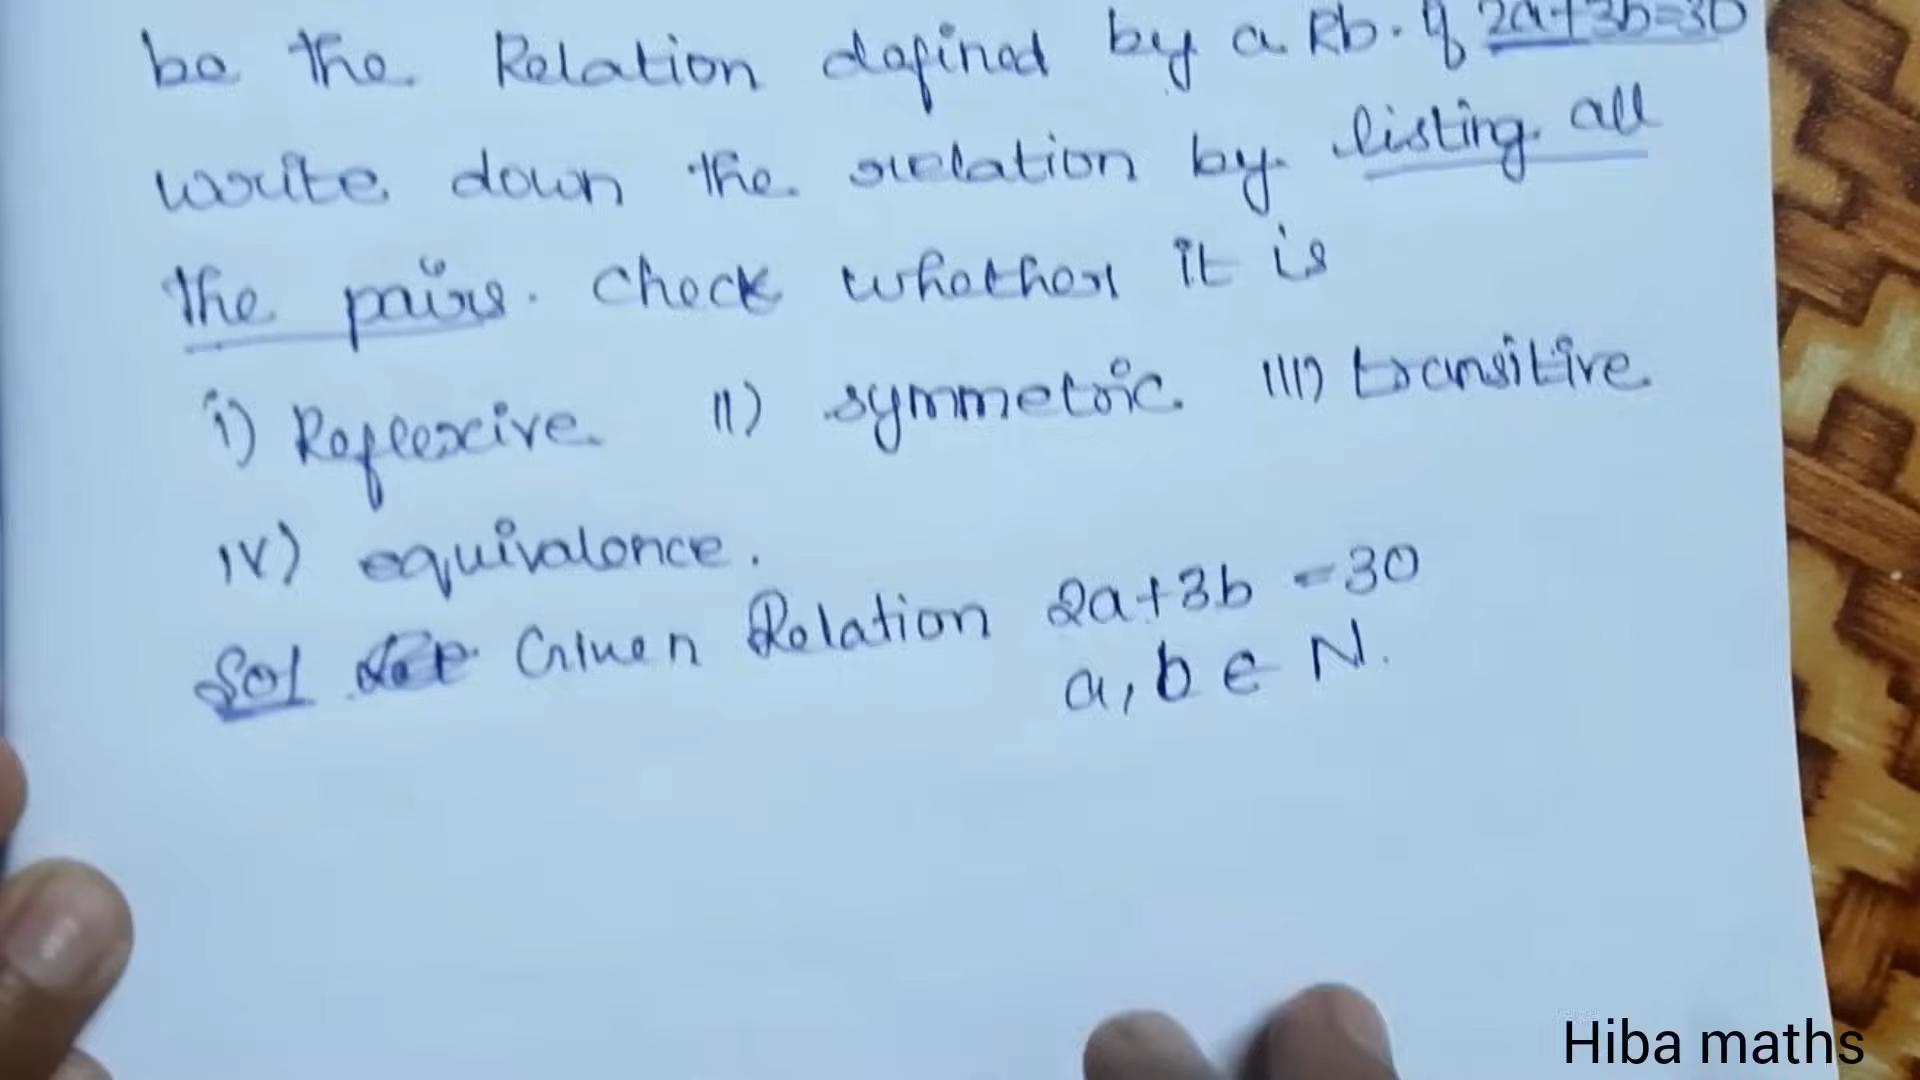 be the Relation defined by a Rb. if 2a+3b=30
write down the relation by listing all
the pairs. Check whether it is
i) Reflexive II) symmetric III) transitive
IV) equivalence.
Sol Given Relation 2a+3b = 30
a, b ∈ N.
Hiba maths